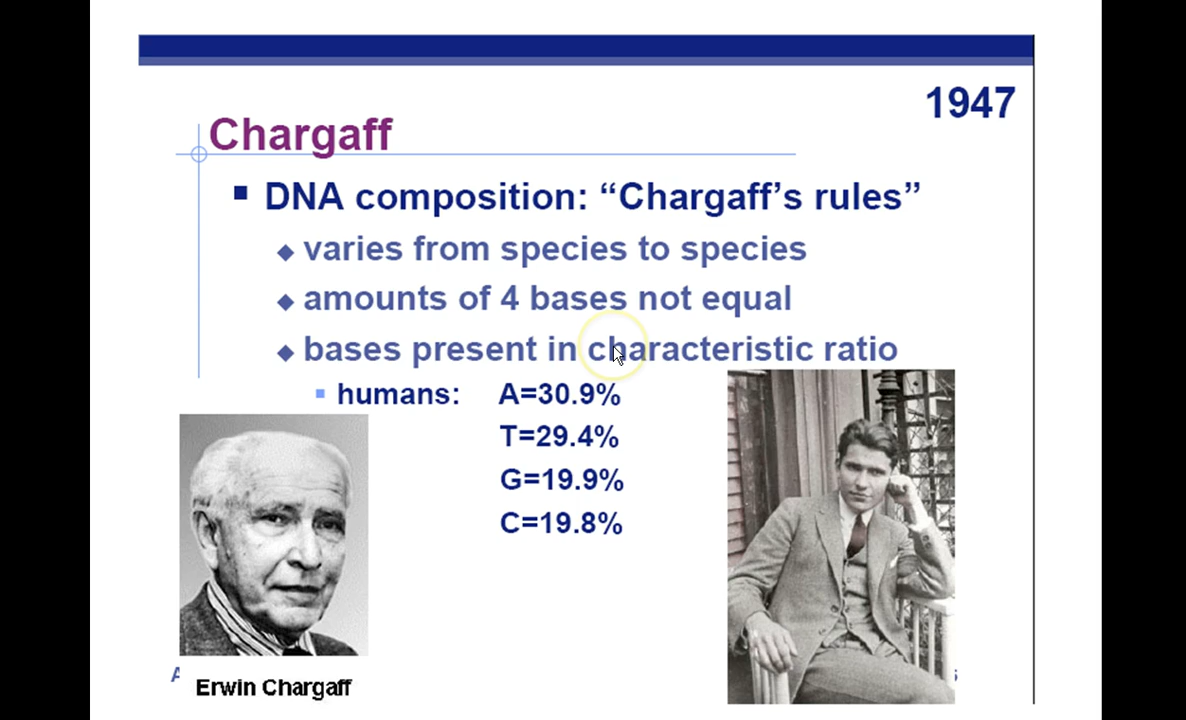 1947
Chargaff
DNA composition: “Chargaff’s rules”
varies from species to species
amounts of 4 bases not equal
bases present in characteristic ratio
humans: A=30.9%
T=29.4%
G=19.9%
C=19.8%
Erwin Chargaff